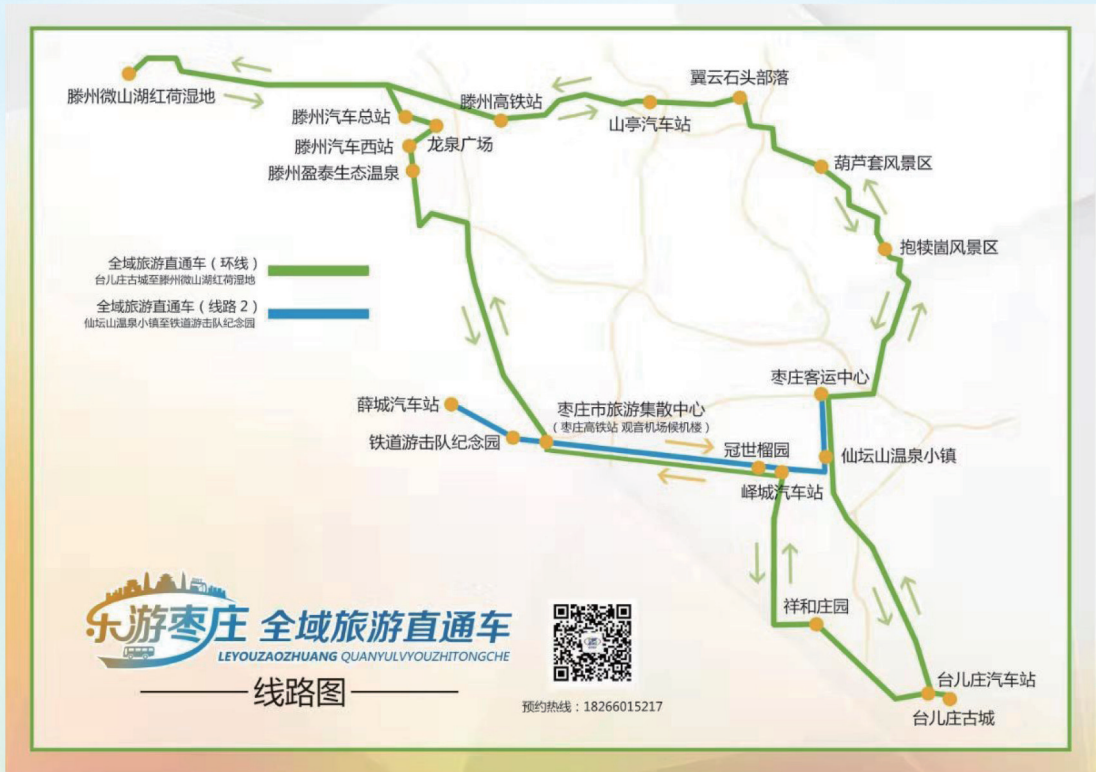 翼云石头部落
滕州微山湖红荷湿地
滕州高铁站
滕州汽车总站
山亭汽车站
滕州汽车西站
龙泉广场
葫芦套风景区
滕州盈泰生态温泉
抱犊崮风景区
全域旅游直通车（环线）
台儿庄古城至滕州微山湖红荷湿地
全域旅游直通车（线路2）
仙坛山温泉小镇至铁道游击队纪念园
枣庄客运中心
薛城汽车站
枣庄市旅游集散中心
（枣庄高铁站 观音机场候机楼）
铁道游击队纪念园
冠世榴园
仙坛山温泉小镇
峄城汽车站
祥和庄园
乐游枣庄 全域旅游直通车
LEYOUZAOZHUANG QUANYULVYOUZHITONGCHE
线路图
预约热线：18266015217
台儿庄汽车站
台儿庄古城